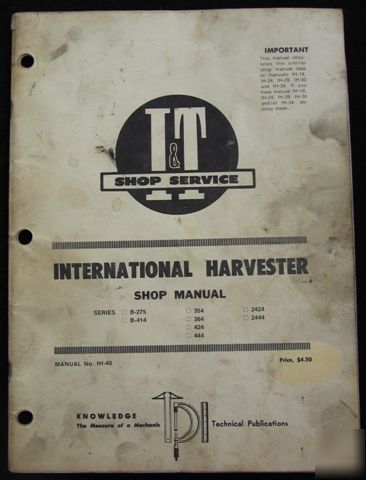 IMPORTANT
This manual obso-
letes the similar
shop manual data
in manuals IH-18,
IH-24, IH-29, IH-30
and IH-34. If you
have manual IH-18,
IH-24, IH-29, IH-30
and/or IH-34, de-
stroy them.
I&T
SHOP SERVICE
INTERNATIONAL HARVESTER
SHOP MANUAL
SERIES □ B-275 □ 354 □ 2424
□ B-414 □ 364 □ 2444
□ 424
□ 444
MANUAL No: IH-40
Price, $4.50
KNOWLEDGE
The Measure of a Mechanic
Technical Publications